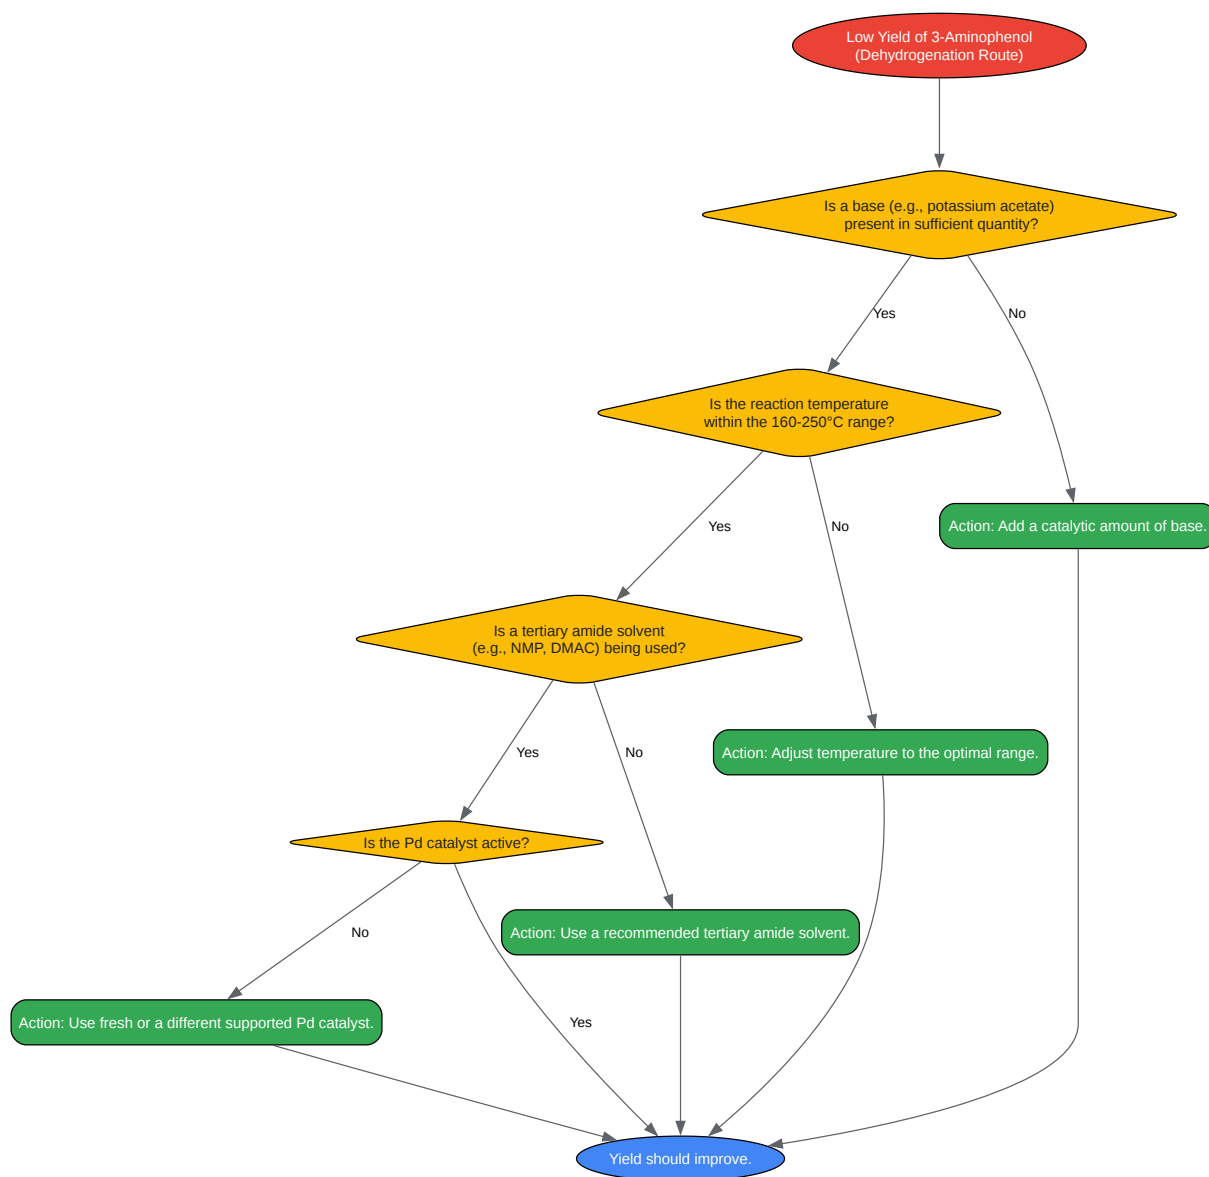 Low Yield of 3-Aminophenol
(Dehydrogenation Route)
Is a base (e.g., potassium acetate)
present in sufficient quantity?
Yes
No
Is the reaction temperature
within the 160-250°C range?
Action: Add a catalytic amount of base.
Yes
No
Is a tertiary amide solvent
(e.g., NMP, DMAC) being used?
Yes
No
Action: Adjust temperature to the optimal range.
Is the Pd catalyst active?
No
Action: Use a recommended tertiary amide solvent.
Action: Use fresh or a different supported Pd catalyst.
Yes
Yield should improve.